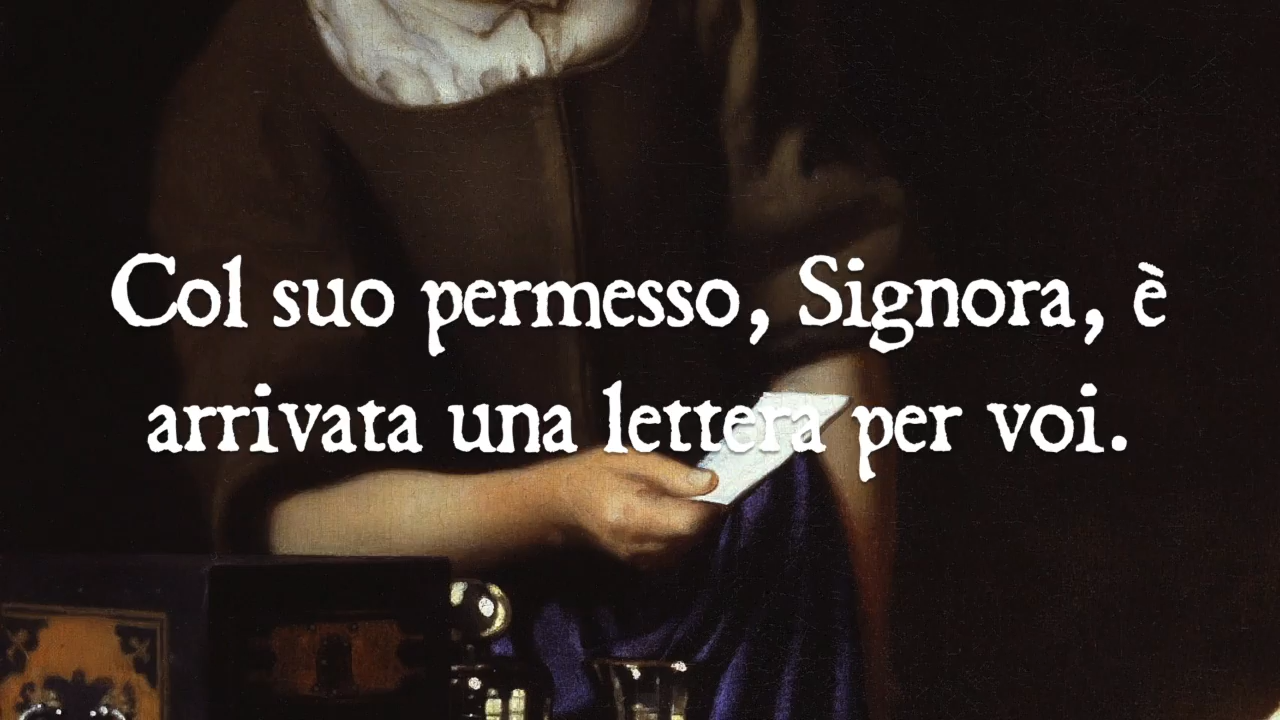 Col suo permesso, Signora, è
arrivata una lettera per voi.